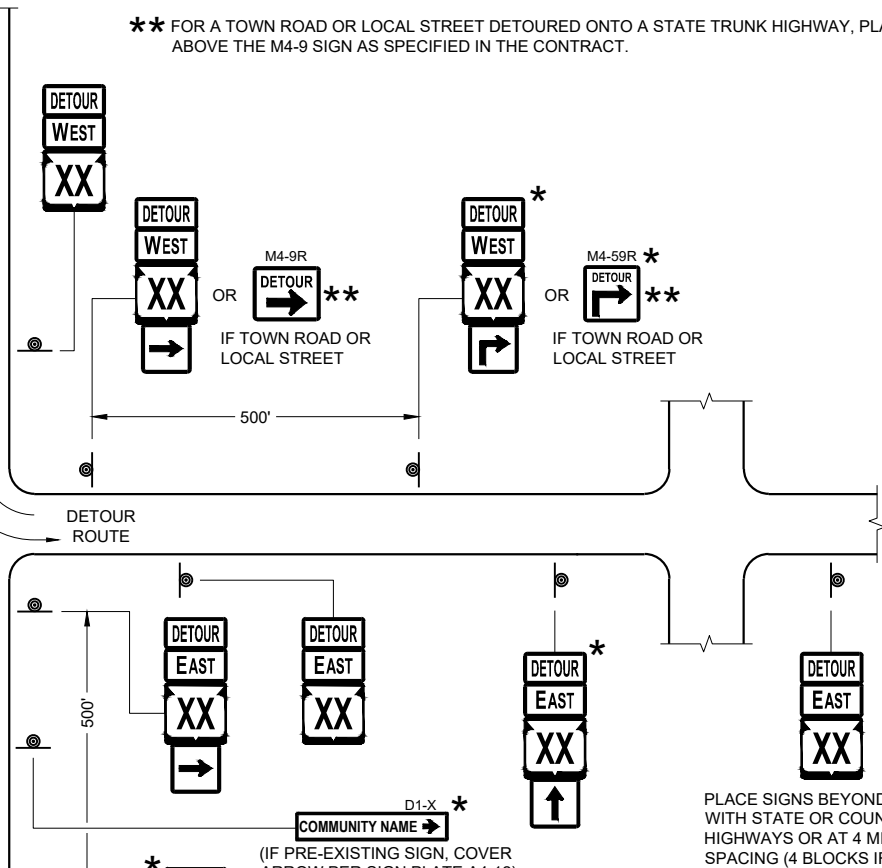 ** FOR A TOWN ROAD OR LOCAL STREET DETOURED ONTO A STATE TRUNK HIGHWAY,
ABOVE THE M4-9 SIGN AS SPECIFIED IN THE CONTRACT.
DETOUR
WEST
XX
DETOUR
WEST
XX
OR
M4-9R
DETOUR
**
IF TOWN ROAD OR
LOCAL STREET
DETOUR *
WEST
XX
OR
M4-59R *
DETOUR
**
IF TOWN ROAD OR
LOCAL STREET
500'
DETOUR
ROUTE
500'
DETOUR
EAST
XX
DETOUR
EAST
XX
DETOUR *
EAST
XX
DETOUR
EAST
XX
D1-X *
COMMUNITY NAME
(IF PRE-EXISTING SIGN, COVER
*
PLACE SIGNS BEYOND
WITH STATE OR COUN
HIGHWAYS OR AT 4 MI
SPACING (4 BLOCKS IF